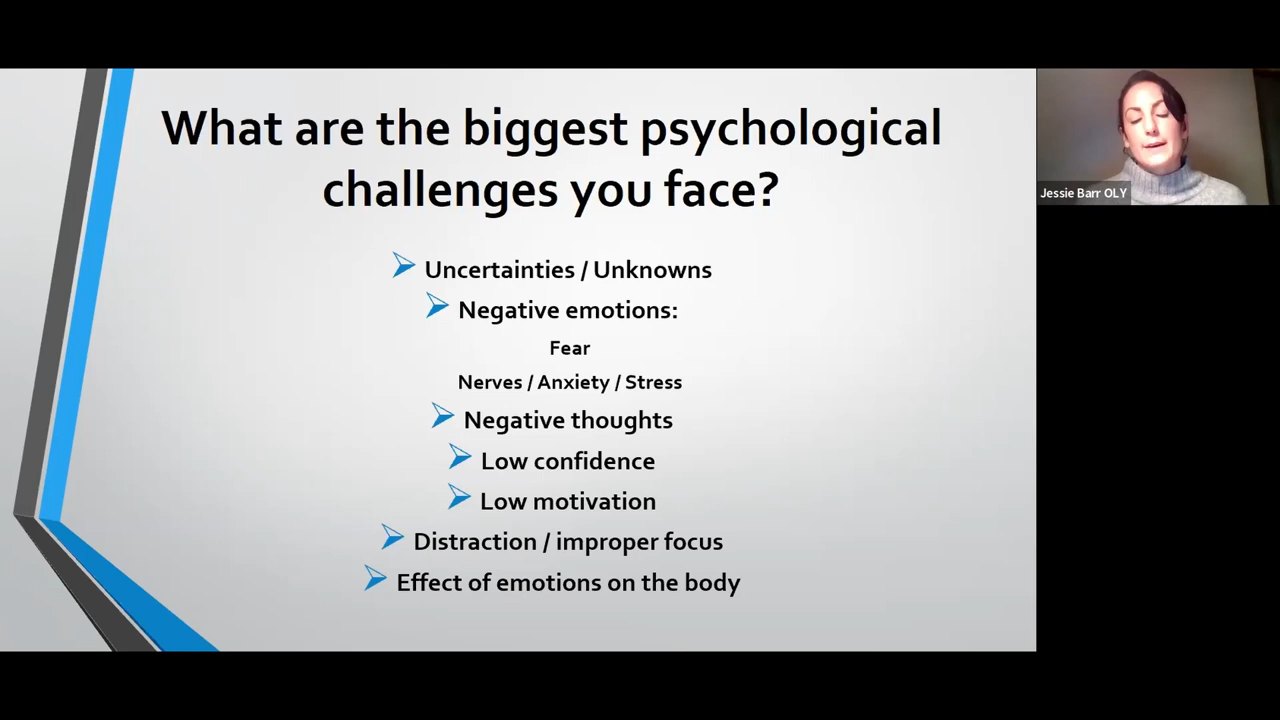 What are the biggest psychological
challenges you face?
Uncertainties / Unknowns
Negative emotions:
Fear
Nerves / Anxiety / Stress
Negative thoughts
Low confidence
Low motivation
Distraction / improper focus
Effect of emotions on the body
Jessie Barr OLY